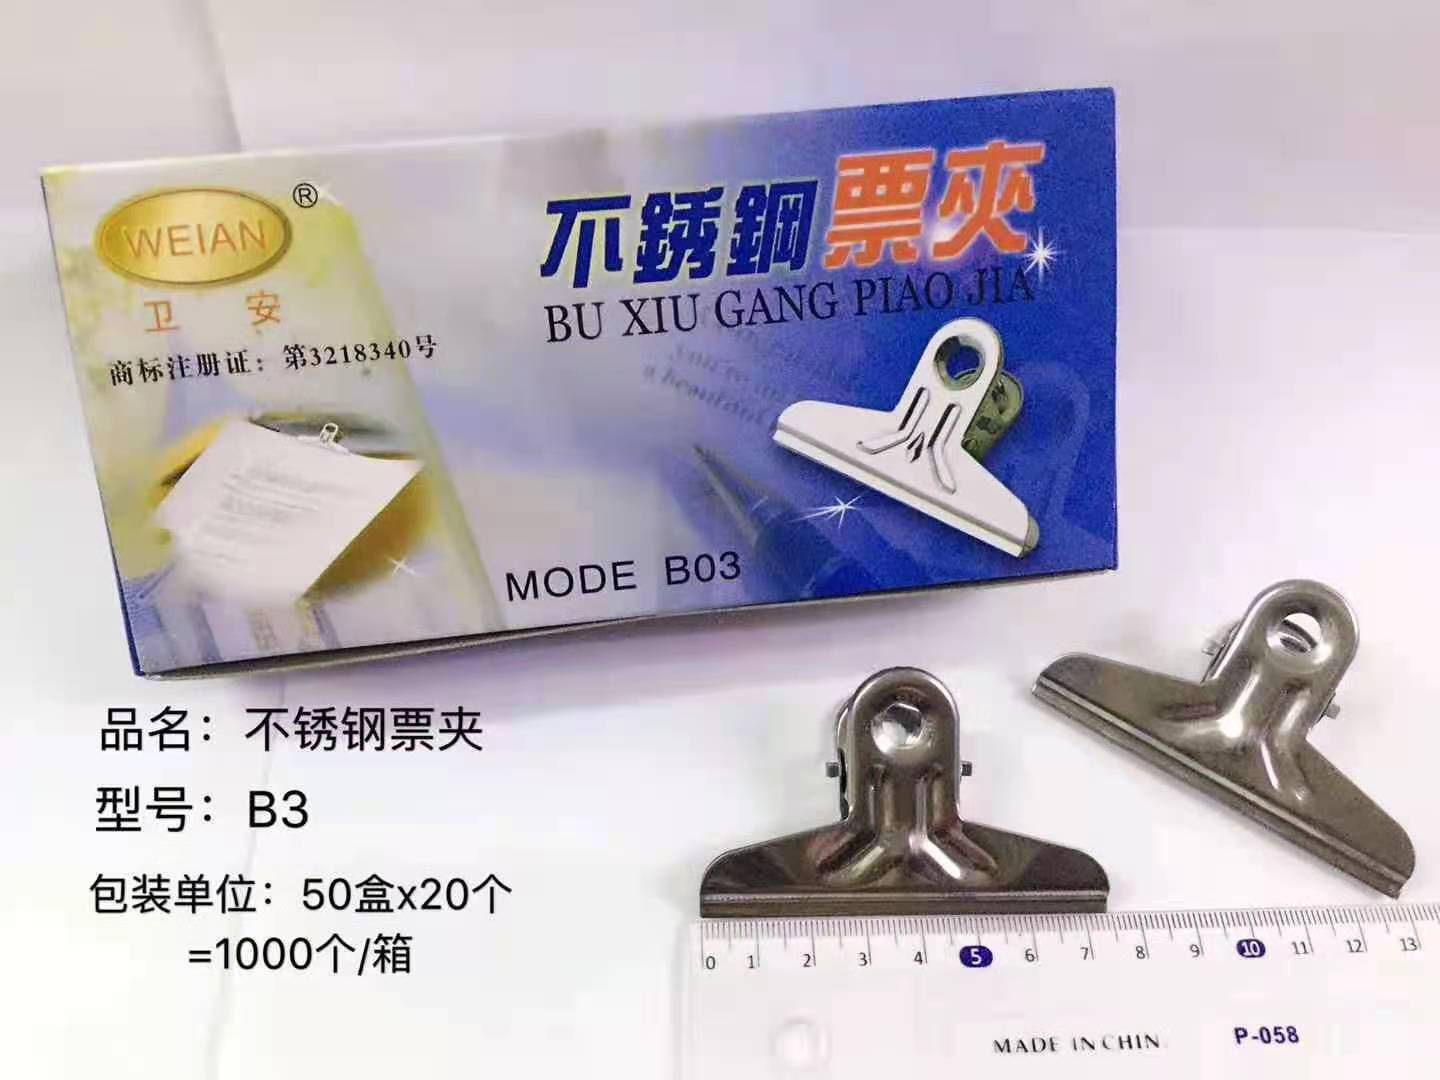 WEIAN®
卫安
商标注册证：第3218340号
不銹鋼票夾
BU XIU GANG PIAO JIA
MODE B03
品名：不锈钢票夹
型号：B3
包装单位：50盒x20个
=1000个/箱
0 1 2 3 4 5 6 7 8 9 10 11 12 13
MADE IN CHIN
P-058